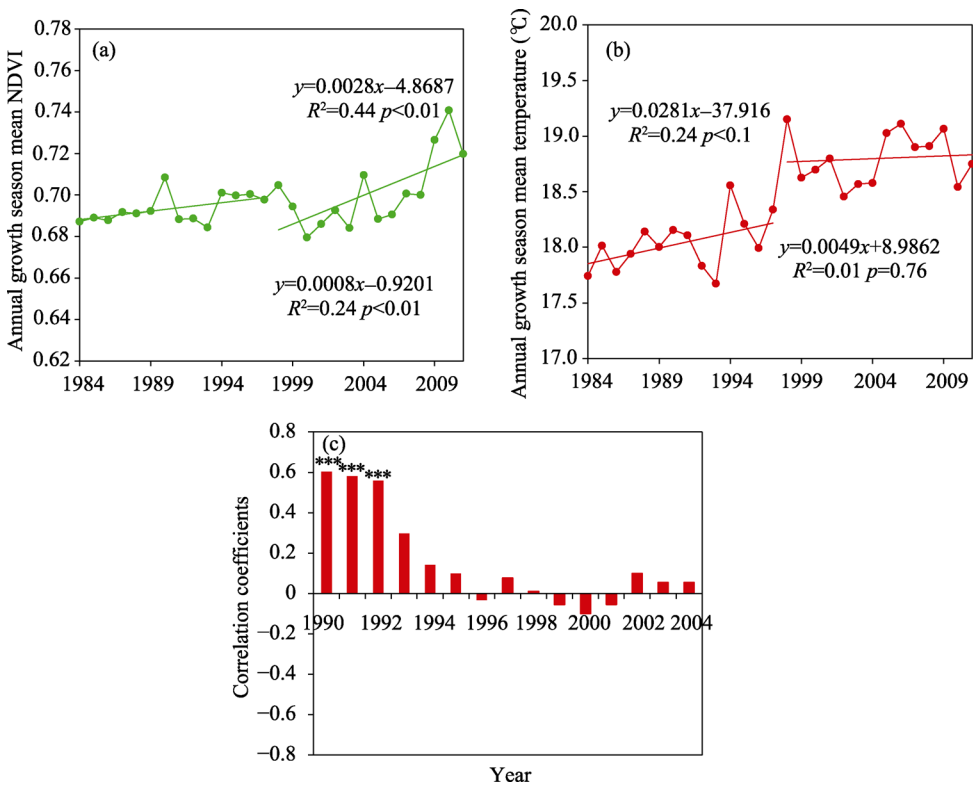 (a)
Annual growth season mean NDVI
0.78
0.76
0.74
0.72
0.70
0.68
0.66
0.64
0.62
y=0.0028x−4.8687
R²=0.44 p<0.01
y=0.0008x−0.9201
R²=0.24 p<0.01
1984 1989 1994 1999 2004 2009
(b)
Annual growth season mean temperature (℃)
20.0
19.5
19.0
18.5
18.0
17.5
17.0
y=0.0281x−37.916
R²=0.24 p<0.1
y=0.0049x+8.9862
R²=0.01 p=0.76
1984 1989 1994 1999 2004 2009
(c)
Correlation coefficients
0.8
0.6
0.4
0.2
0
−0.2
−0.4
−0.6
−0.8
*** *** ***
1990 1992 1994 1996 1998 2000 2002 2004
Year